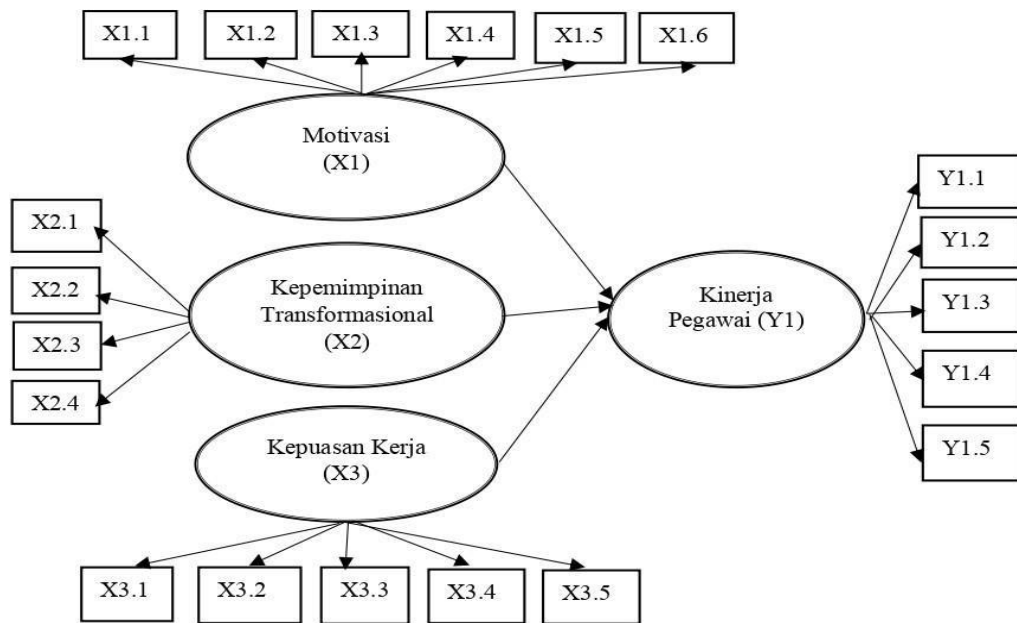 X1.1
X1.2
X1.3
X1.4
X1.5
X1.6
Motivasi
(X1)
X2.1
X2.2
X2.3
X2.4
Kepemimpinan
Transformasional
(X2)
Kinerja
Pegawai (Y1)
Y1.1
Y1.2
Y1.3
Y1.4
Y1.5
Kepuasan Kerja
(X3)
X3.1
X3.2
X3.3
X3.4
X3.5